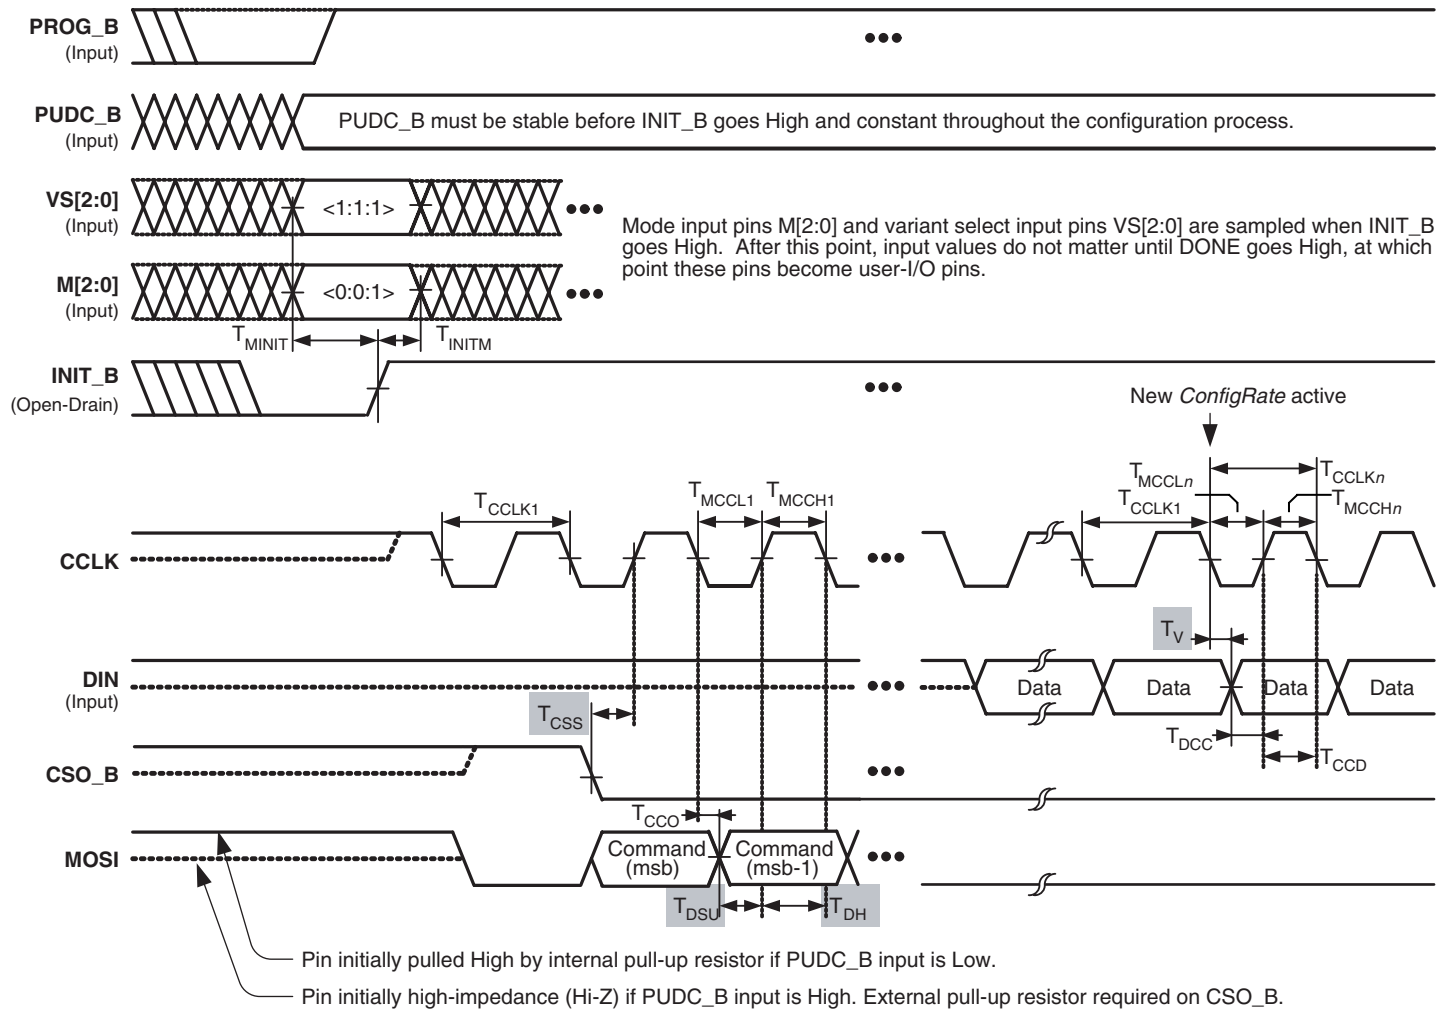 PROG_B
(Input)
PUDC_B
(Input)
PUDC_B must be stable before INIT_B goes High and constant throughout the configuration process.
VS[2:0]
(Input)
<1:1:1>
Mode input pins M[2:0] and variant select input pins VS[2:0] are sampled when INIT_B
goes High. After this point, input values do not matter until DONE goes High, at which
point these pins become user-I/O pins.
M[2:0]
(Input)
<0:0:1>
TMINIT
TINITM
INIT_B
(Open-Drain)
New ConfigRate active
TCCLK1
TMCCL1
TMCCH1
TMCCLn
TCCLK1
TCCLKn
TMCCHn
CCLK
TV
DIN
(Input)
Data
Data
Data
Data
TCSS
TDCC
TCCD
CSO_B
TCCO
MOSI
Command
(msb)
Command
(msb-1)
TDSU
TDH
Pin initially pulled High by internal pull-up resistor if PUDC_B input is Low.
Pin initially high-impedance (Hi-Z) if PUDC_B input is High. External pull-up resistor required on CSO_B.